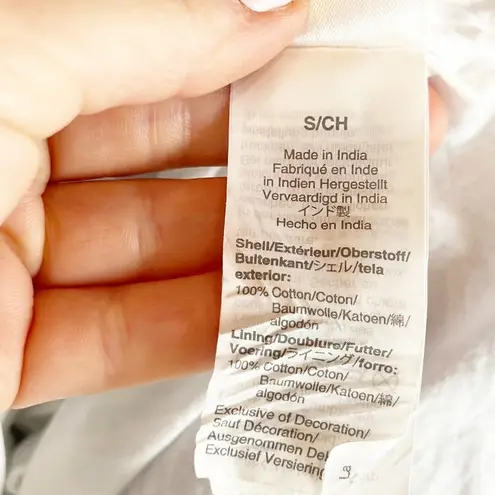 S/CH
Made in India
Fabriqué en Inde
in Indien Hergestellt
Vervaardigd in India
インド製
Hecho en India
Shell/Extérieur/Oberstoff/
Buitenkant/シェル/tela
exterior:
100% Cotton/Coton/
Baumwolle/Katoen/綿/
algodón
Lining/Doublure/Futter/
Voering/ライニング/forro:
100% Cotton/Coton/
Baumwolle/Katoen/綿/
algodón
Exclusive of Decoration/
Sauf Décoration/
Ausgenommen De
Exclusief Versierin